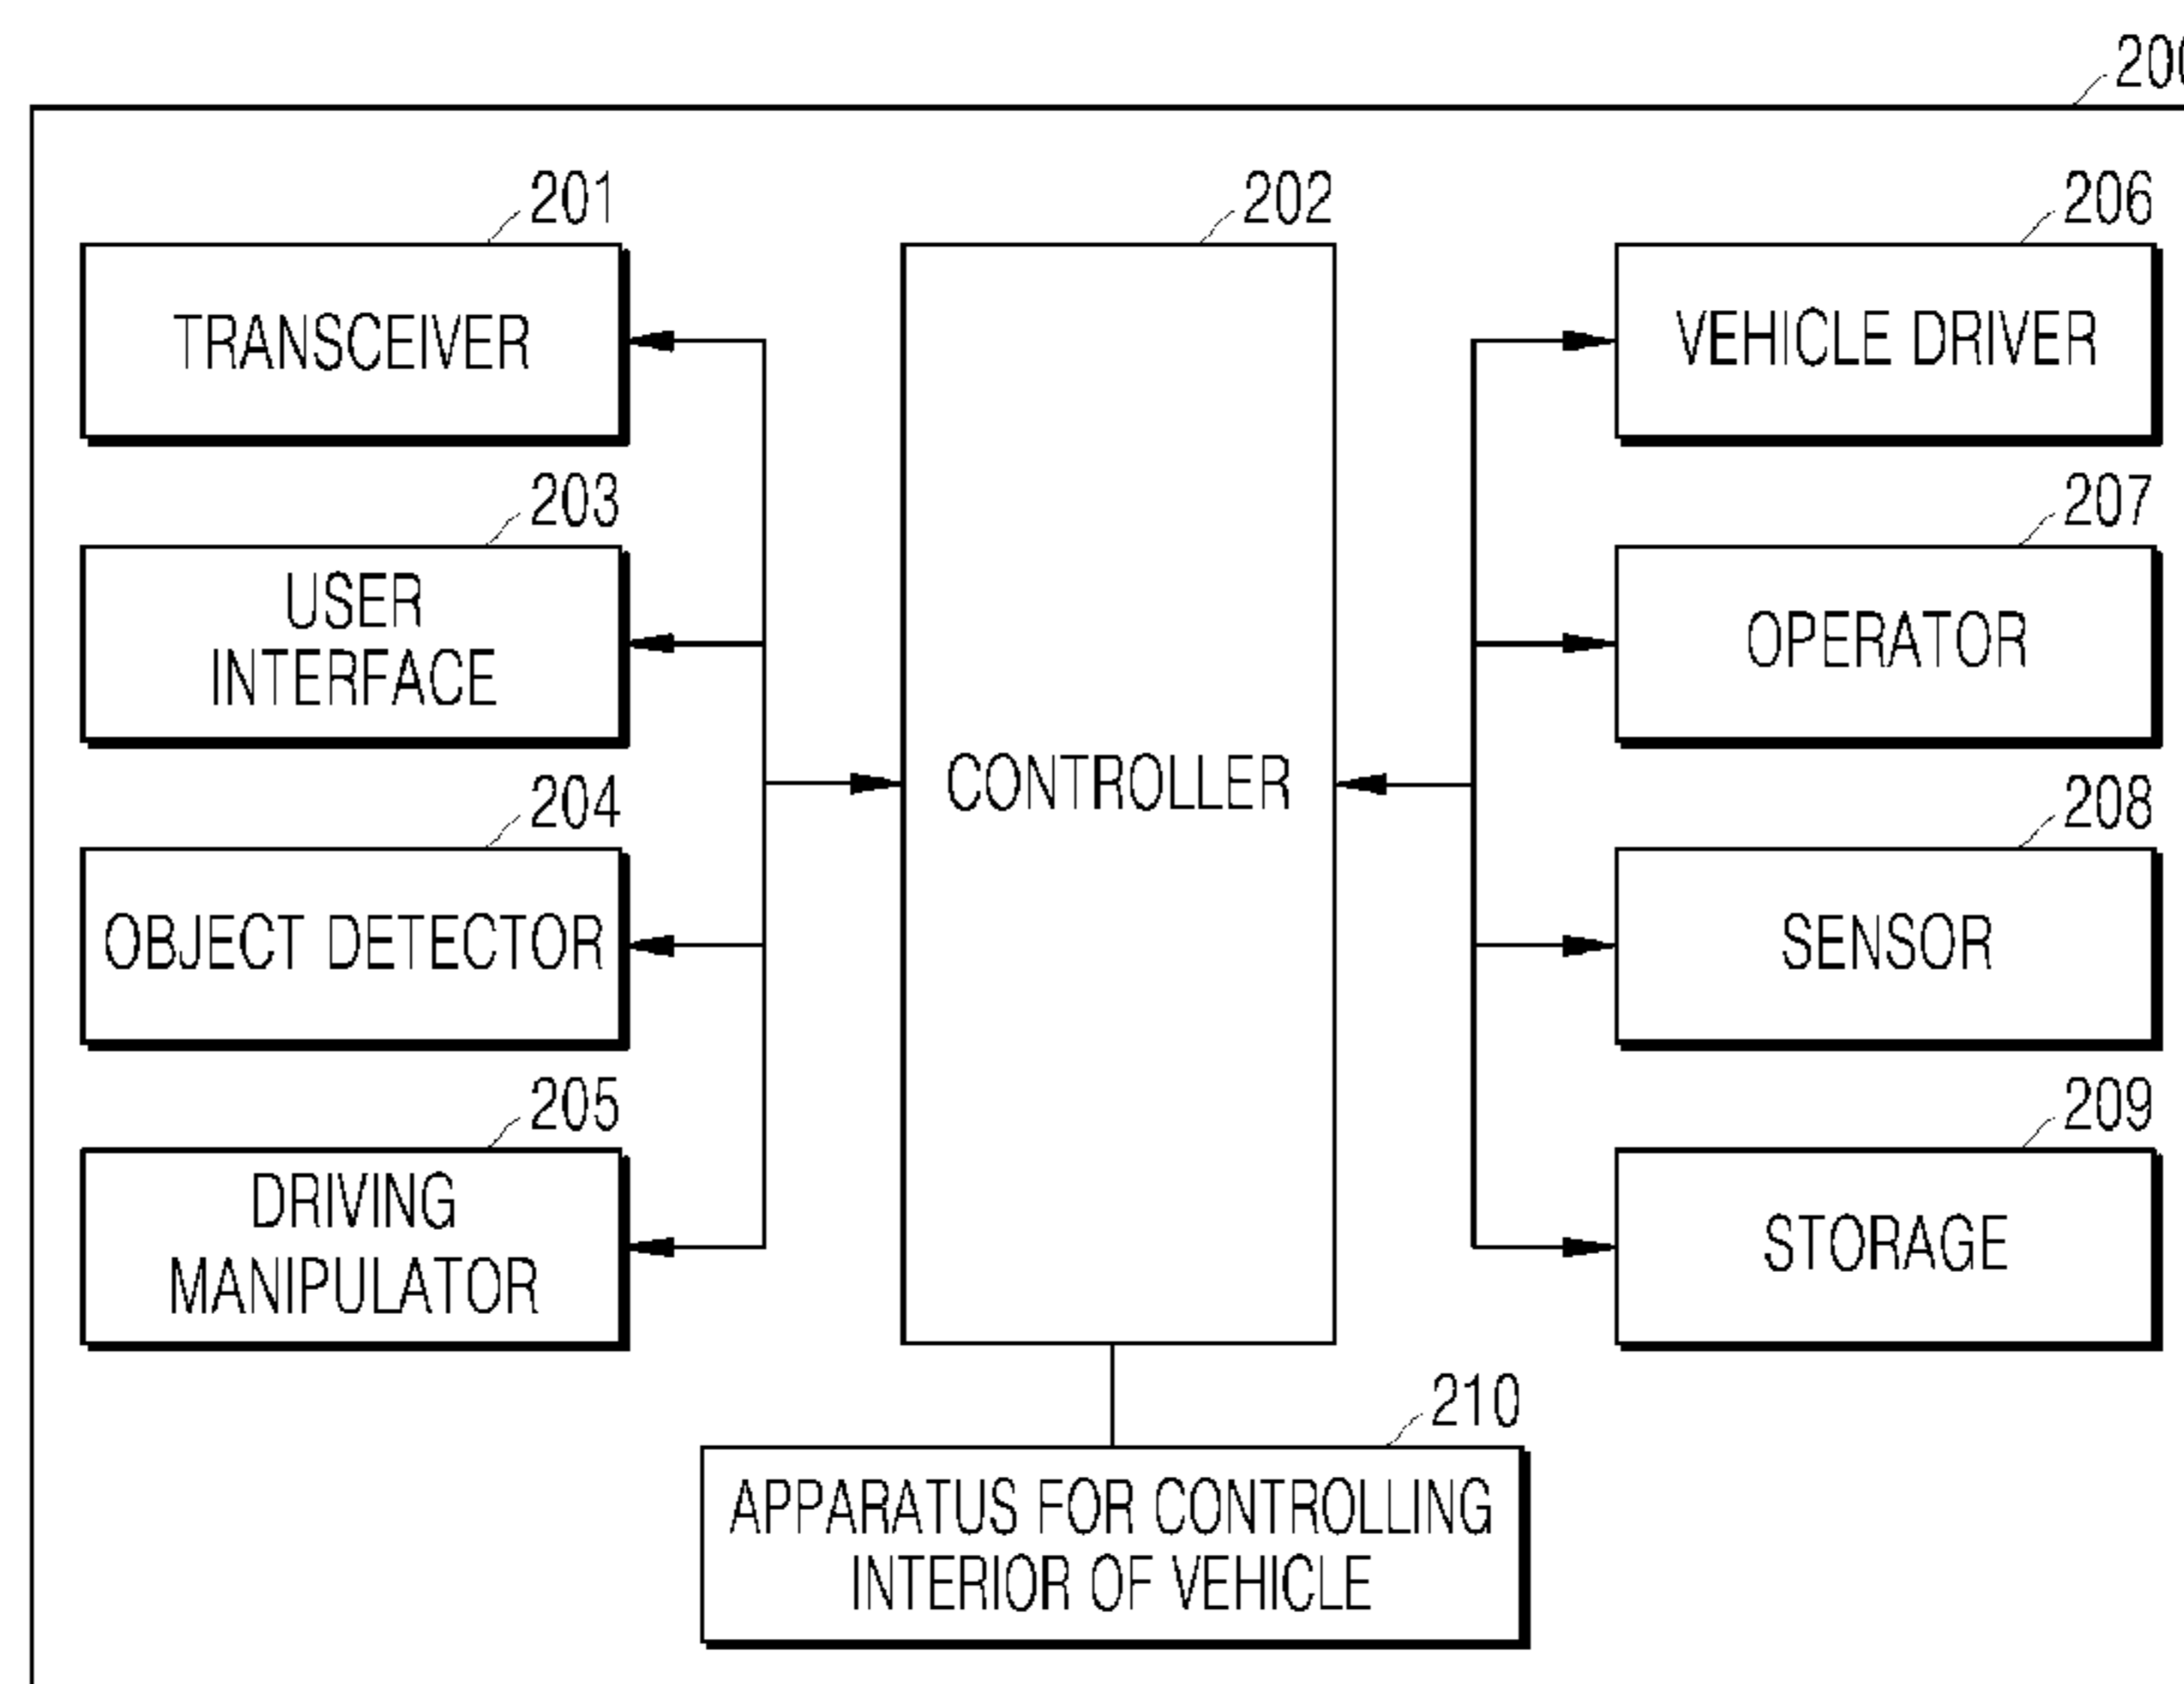 200
201
TRANSCEIVER
202
CONTROLLER
203
USER
INTERFACE
204
OBJECT DETECTOR
205
DRIVING
MANIPULATOR
206
VEHICLE DRIVER
207
OPERATOR
208
SENSOR
209
STORAGE
210
APPARATUS FOR CONTROLLING
INTERIOR OF VEHICLE